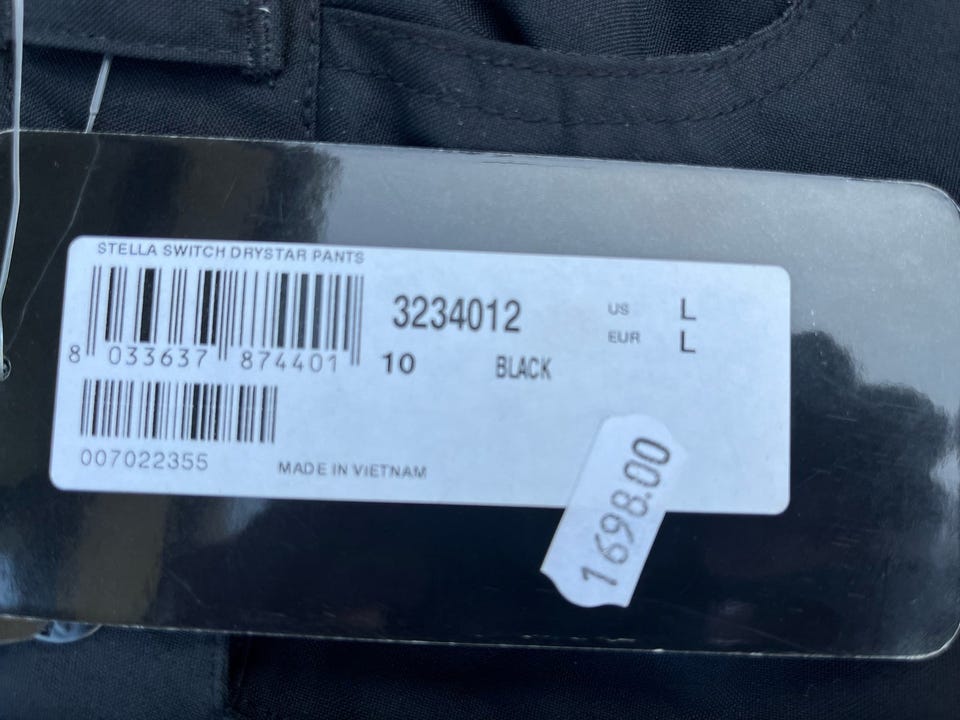 STELLA SWITCH DRYSTAR PANTS
8 033637 874401
3234012
10 BLACK
US L
EUR L
007022355
MADE IN VIETNAM
1698.00